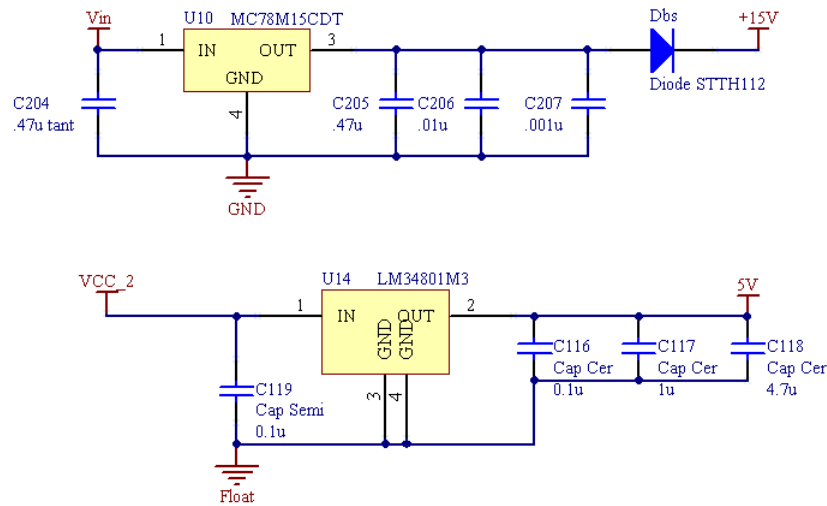 Vin
U10 MC78M15CDT
Dbs
+15V
1
IN OUT
3
GND
4
C204
.47u tant
C205
.47u
C206
.01u
C207
.001u
Diode STTH112
GND
VCC_2
U14 LM34801M3
5V
1
IN OUT
2
GND
GND
3
4
C116
Cap Cer
0.1u
C117
Cap Cer
1u
C118
Cap Cer
4.7u
C119
Cap Semi
0.1u
Float